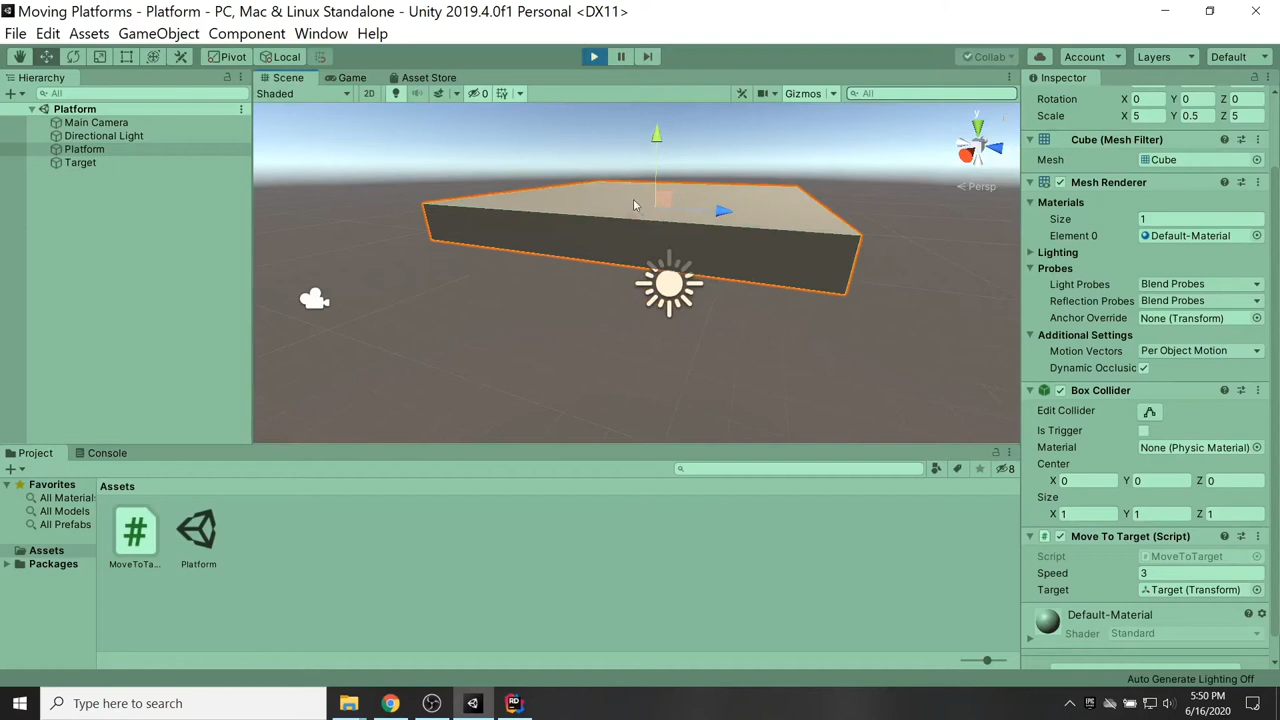 Moving Platforms - Platform - PC, Mac & Linux Standalone - Unity 2019.4.0f1 Personal <DX11>
File Edit Assets GameObject Component Window Help
Pivot Local Collab Account Layers Default
Hierarchy Scene Game Asset Store Inspector
All Shaded 2D 0 Gizmos All
Platform
Main Camera
Directional Light
Platform
Target
y
Persp
Rotation X 0 Y 0 Z 0
Scale X 5 Y 0.5 Z 5
Cube (Mesh Filter)
Mesh Cube
Mesh Renderer
Materials
Size 1
Element 0 Default-Material
Lighting
Probes
Light Probes Blend Probes
Reflection Probes Blend Probes
Anchor Override None (Transform)
Additional Settings
Motion Vectors Per Object Motion
Dynamic Occlusic
Box Collider
Edit Collider
Is Trigger
Material None (Physic Material)
Center
X 0 Y 0 Z 0
Size
X 1 Y 1 Z 1
Move To Target (Script)
Script MoveToTarget
Speed 3
Target Target (Transform)
Default-Material
Shader Standard
Project Console
8
Favorites
All Material
All Models
All Prefabs
Assets
Packages
Assets
#
MoveToTa... Platform
Auto Generate Lighting Off
Type here to search
RD
5:50 PM
6/16/2020